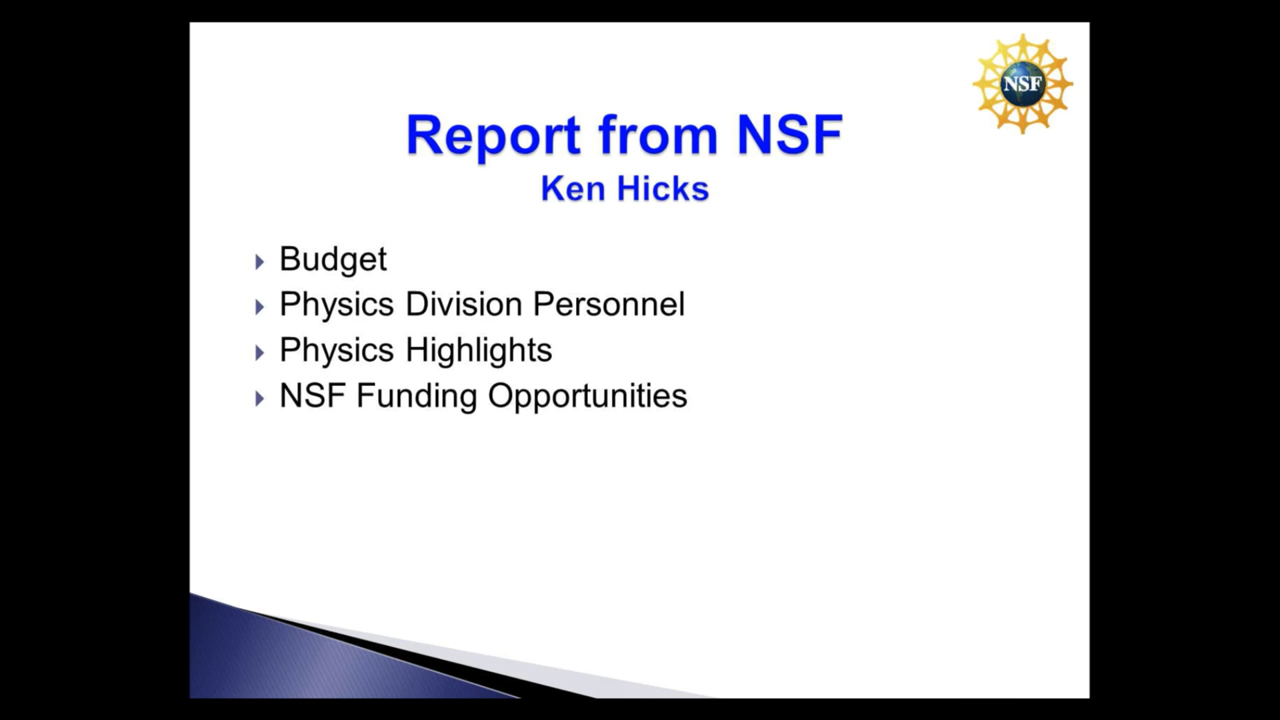 NSF
Report from NSF
Ken Hicks
Budget
Physics Division Personnel
Physics Highlights
NSF Funding Opportunities